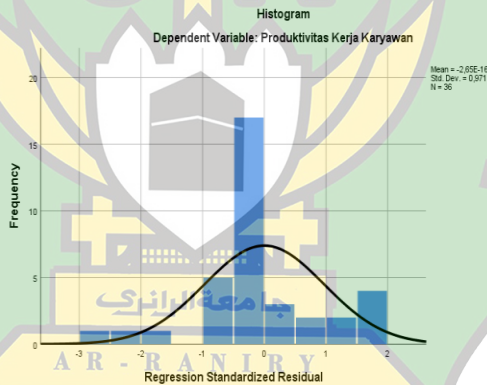 Histogram
Dependent Variable: Produktivitas Kerja Karyawan
Mean = -2,65E-16
Std. Dev. = 0,971
N = 36
Frequency
20
15
10
5
0
-3 -2 -1 0 1 2
جامعة الرانري
AR-RANIRY
Regression Standardized Residual